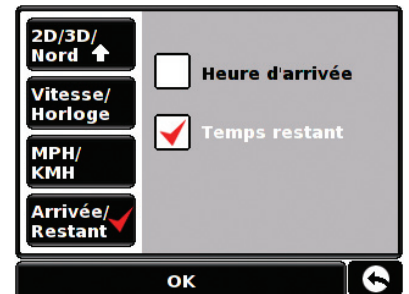 2D/3D/
Nord
Vitesse/
Horloge
MPH/
KMH
Arrivée/
Restant
Heure d'arrivée
Temps restant
OK